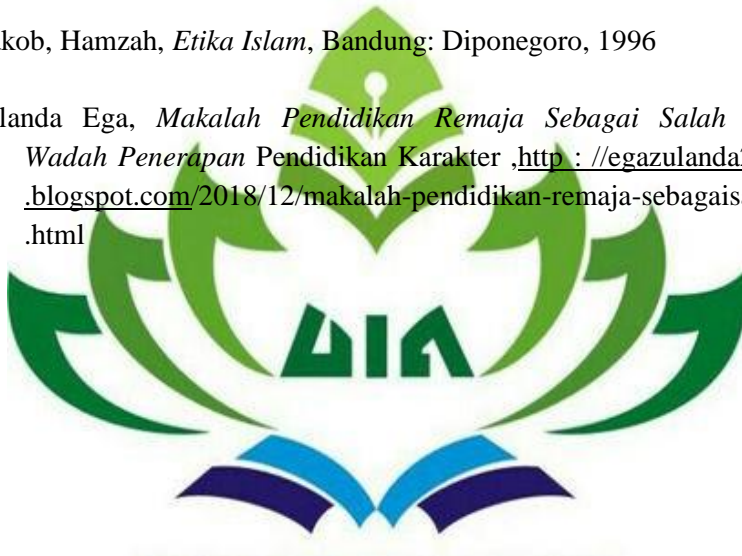 kob, Hamzah, Etika Islam, Bandung: Diponegoro, 1996
landa Ega, Makalah Pendidikan Remaja Sebagai Salah
Wadah Penerapan Pendidikan Karakter ,http : //egazulanda
.blogspot.com/2018/12/makalah-pendidikan-remaja-sebagais
.html
UIN